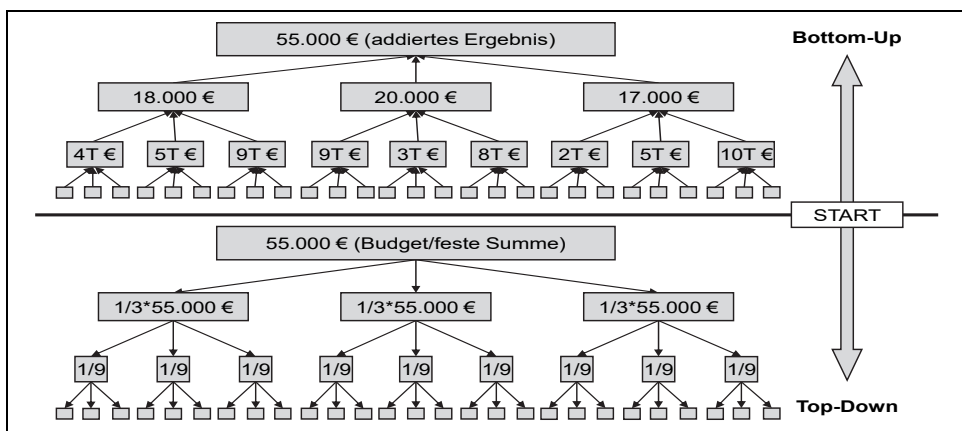 55.000 € (addiertes Ergebnis)
Bottom-Up
18.000 €
20.000 €
17.000 €
4T €
5T €
9T €
9T €
3T €
8T €
2T €
5T €
10T €
START
55.000 € (Budget/feste Summe)
1/3*55.000 €
1/3*55.000 €
1/3*55.000 €
1/9
1/9
1/9
1/9
1/9
1/9
1/9
1/9
1/9
Top-Down